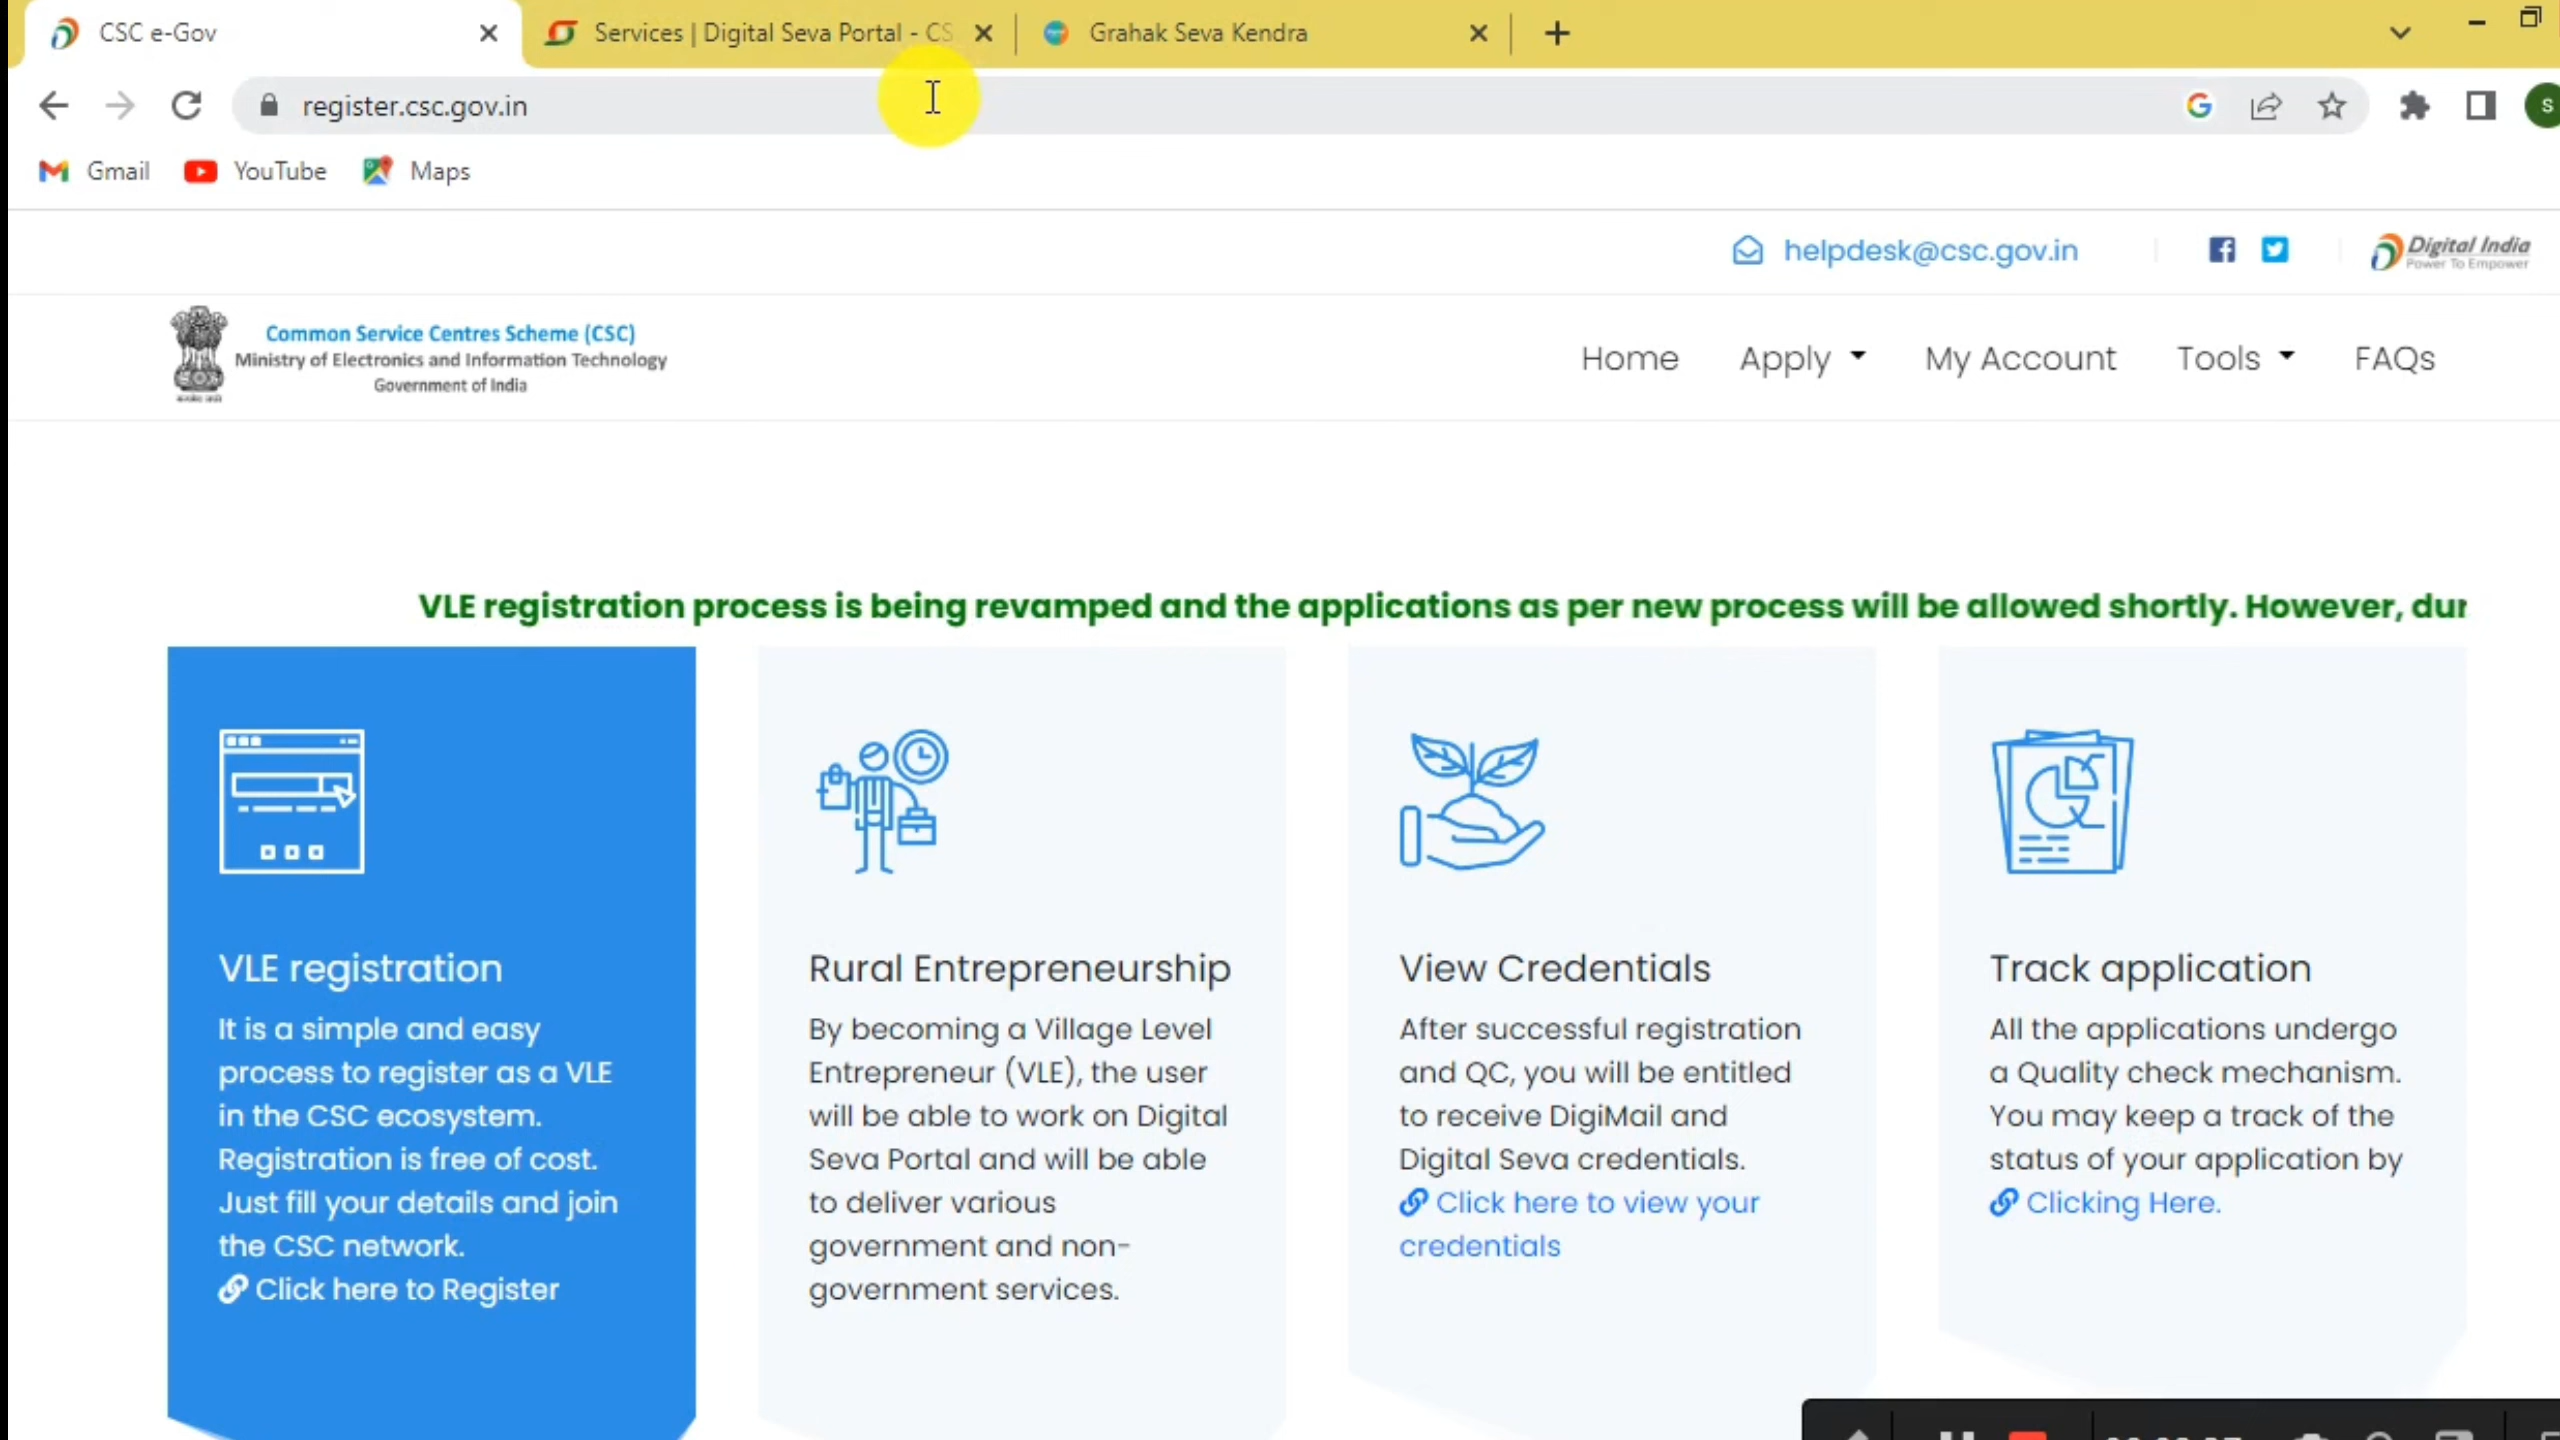 CSC e-Gov
Services | Digital Seva Portal - CS
Grahak Seva Kendra
register.csc.gov.in
S
Gmail
YouTube
Maps
helpdesk@csc.gov.in
Digital India
Power To Empower
Common Service Centres Scheme (CSC)
Ministry of Electronics and Information Technology
Government of India
Home
Apply
My Account
Tools
FAQs
VLE registration process is being revamped and the applications as per new process will be allowed shortly. However, dur
VLE registration
It is a simple and easy
process to register as a VLE
in the CSC ecosystem.
Registration is free of cost.
Just fill your details and join
the CSC network.
Click here to Register
Rural Entrepreneurship
By becoming a Village Level
Entrepreneur (VLE), the user
will be able to work on Digital
Seva Portal and will be able
to deliver various
government and non-
government services.
View Credentials
After successful registration
and QC, you will be entitled
to receive DigiMail and
Digital Seva credentials.
Click here to view your
credentials
Track application
All the applications undergo
a Quality check mechanism.
You may keep a track of the
status of your application by
Clicking Here.